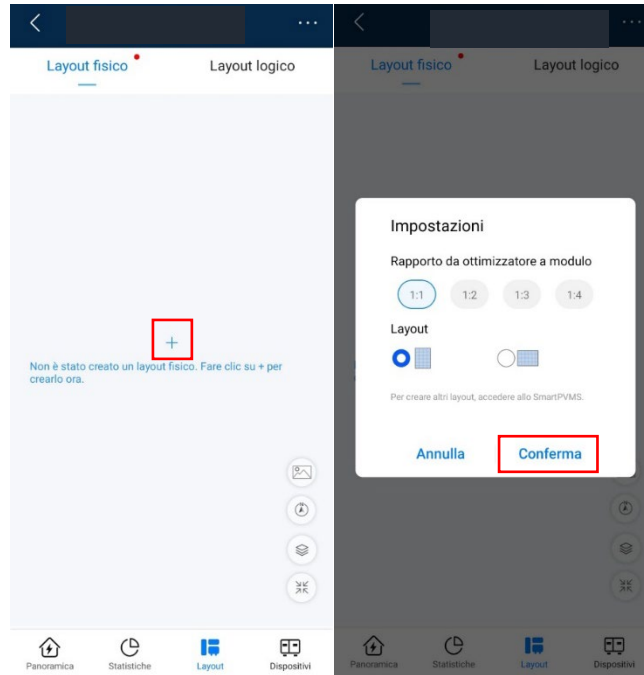 Layout fisico
Layout logico
+
Non è stato creato un layout fisico. Fare clic su + per
crearlo ora.
Panoramica
Statistiche
Layout
Dispositivi
Layout fisico
Layout logico
Impostazioni
Rapporto da ottimizzatore a modulo
1:1
1:2
1:3
1:4
Layout
Per creare altri layout, accedere allo SmartPVMS.
Annulla
Conferma
Panoramica
Statistiche
Layout
Dispositivi